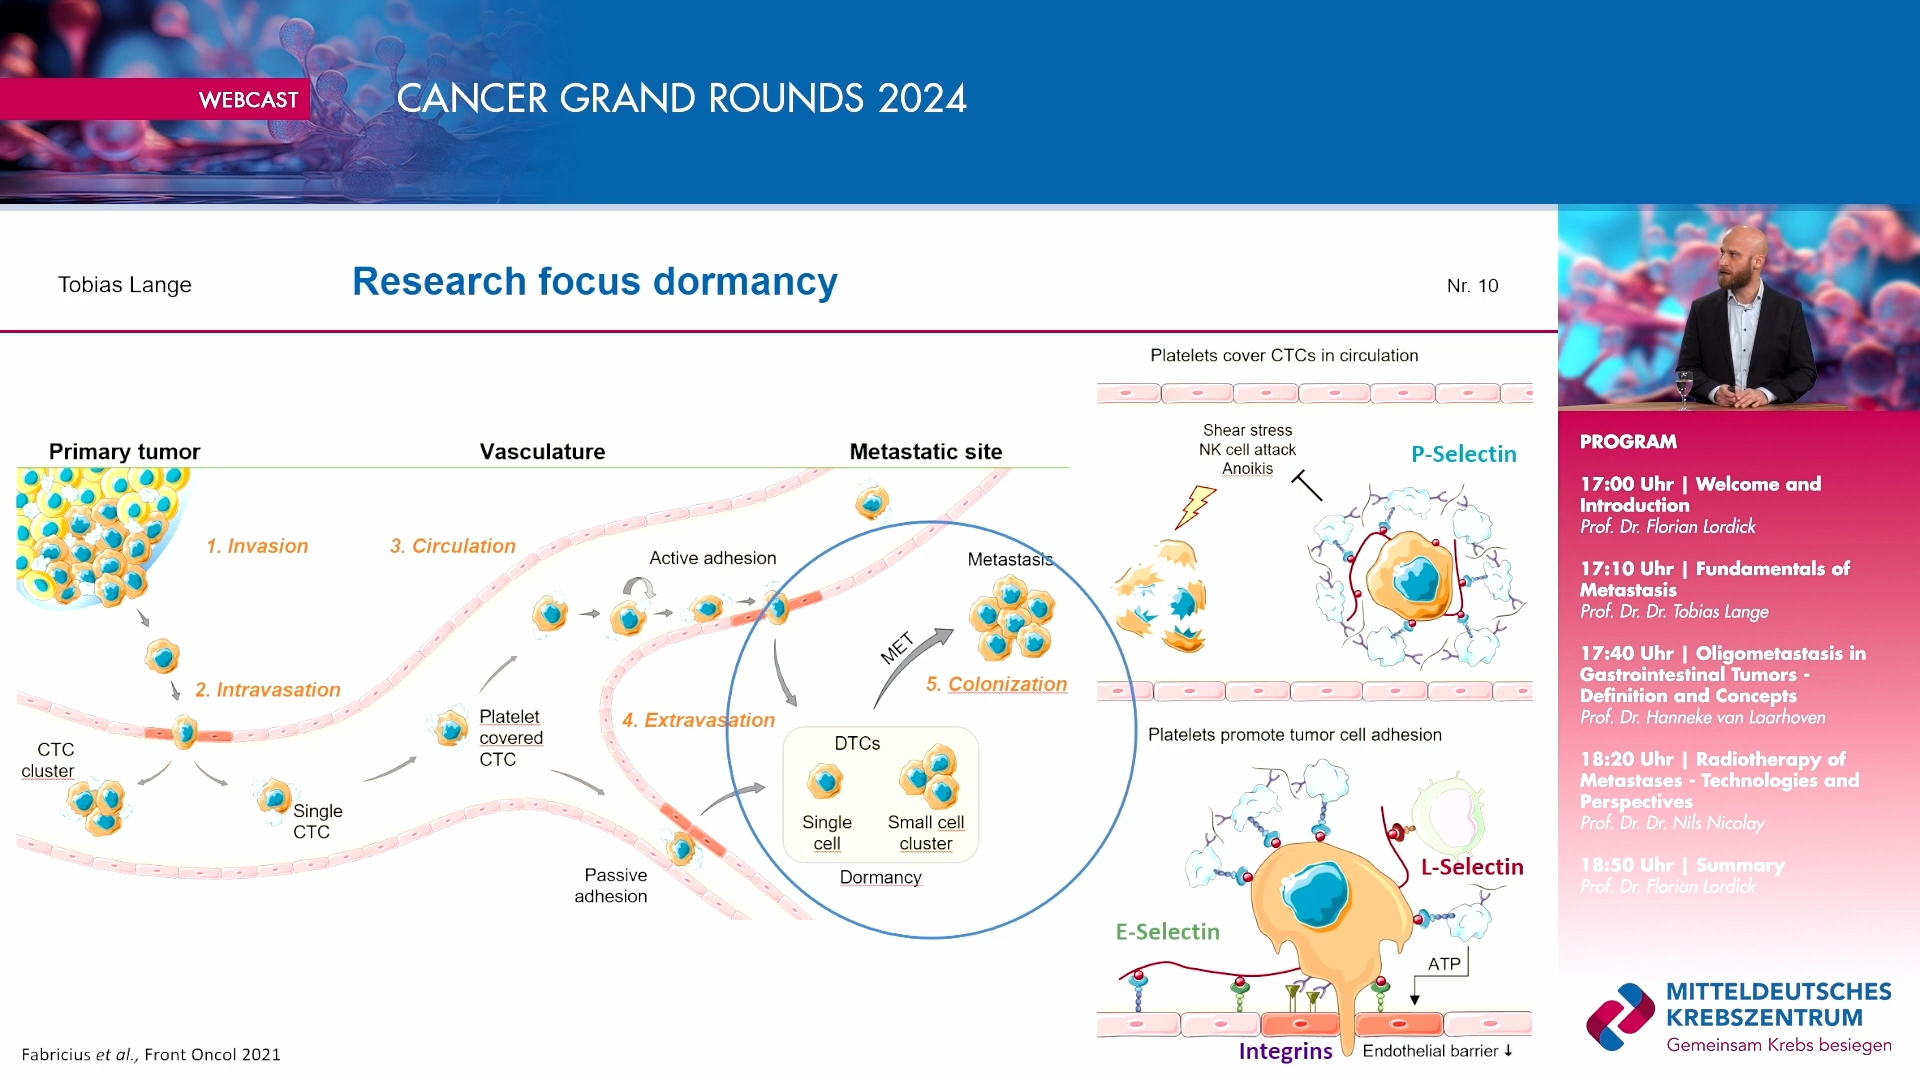 WEBCAST
CANCER GRAND ROUNDS 2024
Tobias Lange
Research focus dormancy
Nr. 10
Primary tumor
Vasculature
Metastatic site
1. Invasion
3. Circulation
Active adhesion
Metastasis
MET
2. Intravasation
5. Colonization
4. Extravasation
Platelet
covered
CTC
CTC
cluster
Single
CTC
DTCs
Single
cell
Small cell
cluster
Dormancy
Passive
adhesion
Fabricius et al., Front Oncol 2021
Platelets cover CTCs in circulation
Shear stress
NK cell attack
Anoikis
P-Selectin
Platelets promote tumor cell adhesion
L-Selectin
E-Selectin
ATP
Integrins
Endothelial barrier ↓
PROGRAM
17:00 Uhr | Welcome and
Introduction
Prof. Dr. Florian Lordick
17:10 Uhr | Fundamentals of
Metastasis
Prof. Dr. Dr. Tobias Lange
17:40 Uhr | Oligometastasis in
Gastrointestinal Tumors -
Definition and Concepts
Prof. Dr. Hanneke van Laarhoven
18:20 Uhr | Radiotherapy of
Metastases - Technologies and
Perspectives
Prof. Dr. Dr. Nils Nicolay
18:50 Uhr | Summary
Prof. Dr. Florian Lordick
MITTELDEUTSCHES
KREBSZENTRUM
Gemeinsam Krebs besiegen